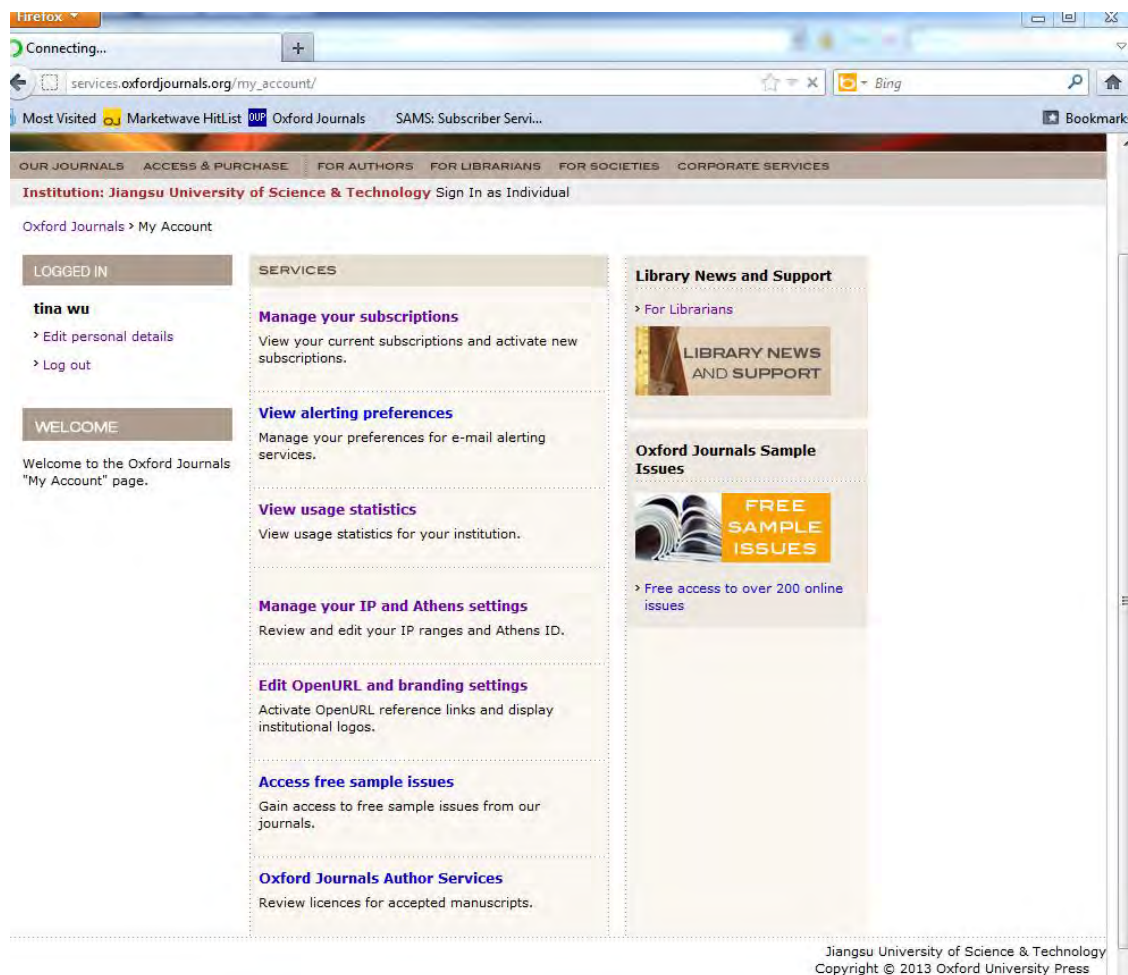 Firefox
Connecting...
services.oxfordjournals.org/my_account/
Bing
Most Visited
Marketwave HitList
OUP Oxford Journals
SAMS: Subscriber Servi...
OUR JOURNALS ACCESS & PURCHASE FOR AUTHORS FOR LIBRARIANS FOR SOCIETIES CORPORATE SERVICES
Institution: Jiangsu University of Science & Technology Sign In as Individual
Oxford Journals > My Account
LOGGED IN
tina wu
Edit personal details
Log out
WELCOME
Welcome to the Oxford Journals
"My Account" page.
SERVICES
Manage your subscriptions
View your current subscriptions and activate new
subscriptions.
View alerting preferences
Manage your preferences for e-mail alerting
services.
View usage statistics
View usage statistics for your institution.
Manage your IP and Athens settings
Review and edit your IP ranges and Athens ID.
Edit OpenURL and branding settings
Activate OpenURL reference links and display
institutional logos.
Access free sample issues
Gain access to free sample issues from our
journals.
Oxford Journals Author Services
Review licences for accepted manuscripts.
Library News and Support
For Librarians
LIBRARY NEWS
AND SUPPORT
Oxford Journals Sample
Issues
FREE
SAMPLE
ISSUES
Free access to over 200 online
issues
Jiangsu University of Science & Technology
Copyright © 2013 Oxford University Press